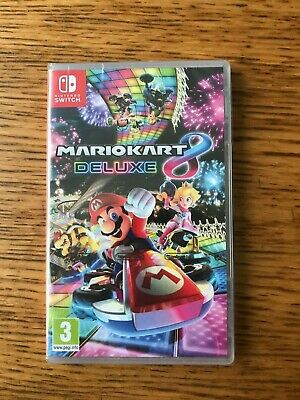 NINTENDO
SWITCH
MARIOKART 8
DELUXE
M
M
3
www.pegi.info